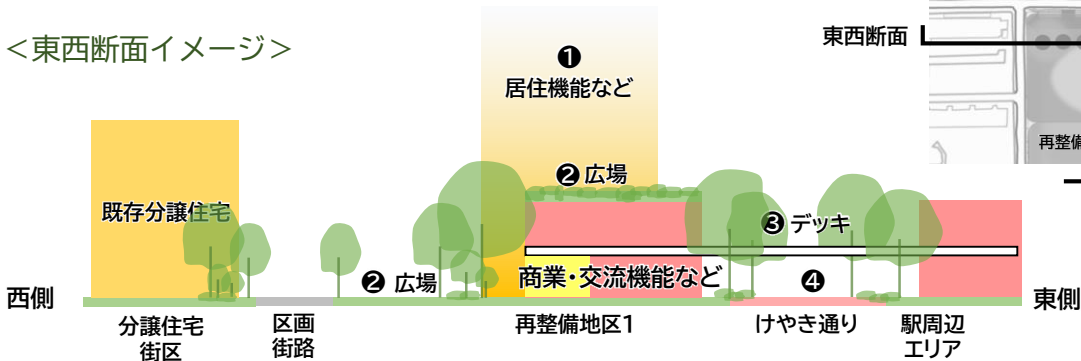 <東西断面イメージ>
東西断面
再整備
❶
居住機能など
❷広場
既存分譲住宅
❸デッキ
商業・交流機能など
❷ 広場
❹
西側
東側
分譲住宅
街区
区画
街路
再整備地区1
けやき通り
駅周辺
エリア